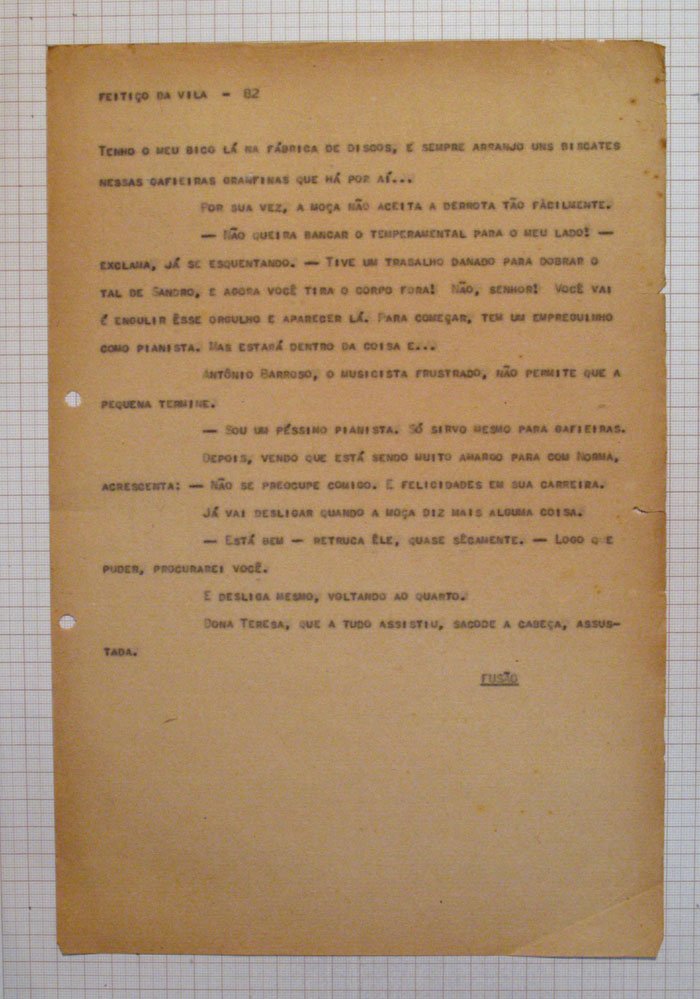 FEITIÇO DA VILA - 82
TENHO O MEU BICO LÁ NA FÁBRICA DE DISCOS, E SEMPRE ARRANJO UNS BISCATES
NESSAS GAFIEIRAS GRANFINAS QUE HÁ POR AÍ...
POR SUA VEZ, A MOÇA NÃO ACEITA A DERROTA TÃO FÀCILMENTE.
— NÃO QUEIRA BANCAR O TEMPERAMENTAL PARA O MEU LADO! —
EXCLAMA, JÁ SE ESQUENTANDO. — TIVE UM TRABALHO DANADO PARA DOBRAR O
TAL DE SANDRO, E AGORA VOCÊ TIRA O CORPO FORA! NÃO, SENHOR! VOCÊ VAI
É ENGULIR ÊSSE ORGULHO E APARECER LÁ. PARA COMEÇAR, TEM UM EMPREGUINHO
COMO PIANISTA. MAS ESTARÁ DENTRO DA COISA E...
ANTÔNIO BARROSO, O MUSICISTA FRUSTRADO, NÃO PERMITE QUE A
PEQUENA TERMINE.
— SOU UM PÉSSIMO PIANISTA. SÓ SIRVO MESMO PARA GAFIEIRAS.
DEPOIS, VENDO QUE ESTÁ SENDO MUITO AMARGO PARA COM NORMA,
ACRESCENTA: — NÃO SE PREOCUPE COMIGO. E FELICIDADES EM SUA CARREIRA.
JÁ VAI DESLIGAR QUANDO A MOÇA DIZ MAIS ALGUMA COISA.
— ESTÁ BEM — RETRUCA ÊLE, QUASE SÊCAMENTE. — LOGO QUE
PUDER, PROCURAREI VOCÊ.
E DESLIGA MESMO, VOLTANDO AO QUARTO.
DONA TERESA, QUE A TUDO ASSISTIU, SACODE A CABEÇA, ASSUS-
TADA.
FUSÃO